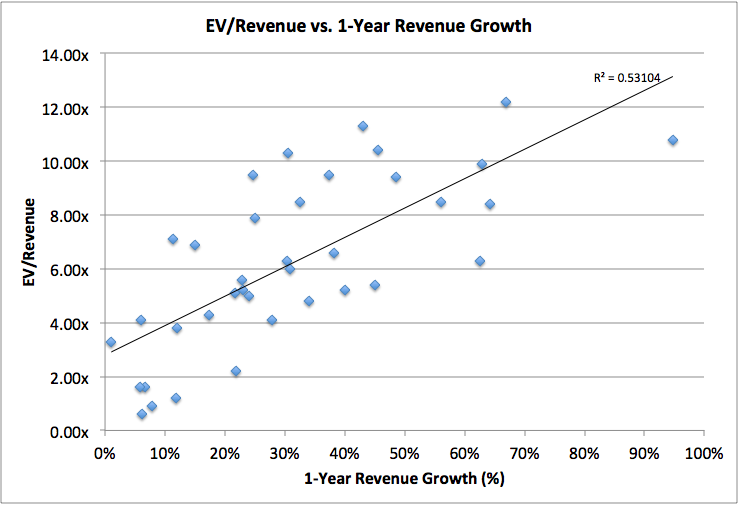 EV/Revenue vs. 1-Year Revenue Growth
14.00x
12.00x
10.00x
8.00x
6.00x
4.00x
2.00x
0.00x
EV/Revenue
R² = 0.53104
0% 10% 20% 30% 40% 50% 60% 70% 80% 90% 100%
1-Year Revenue Growth (%)